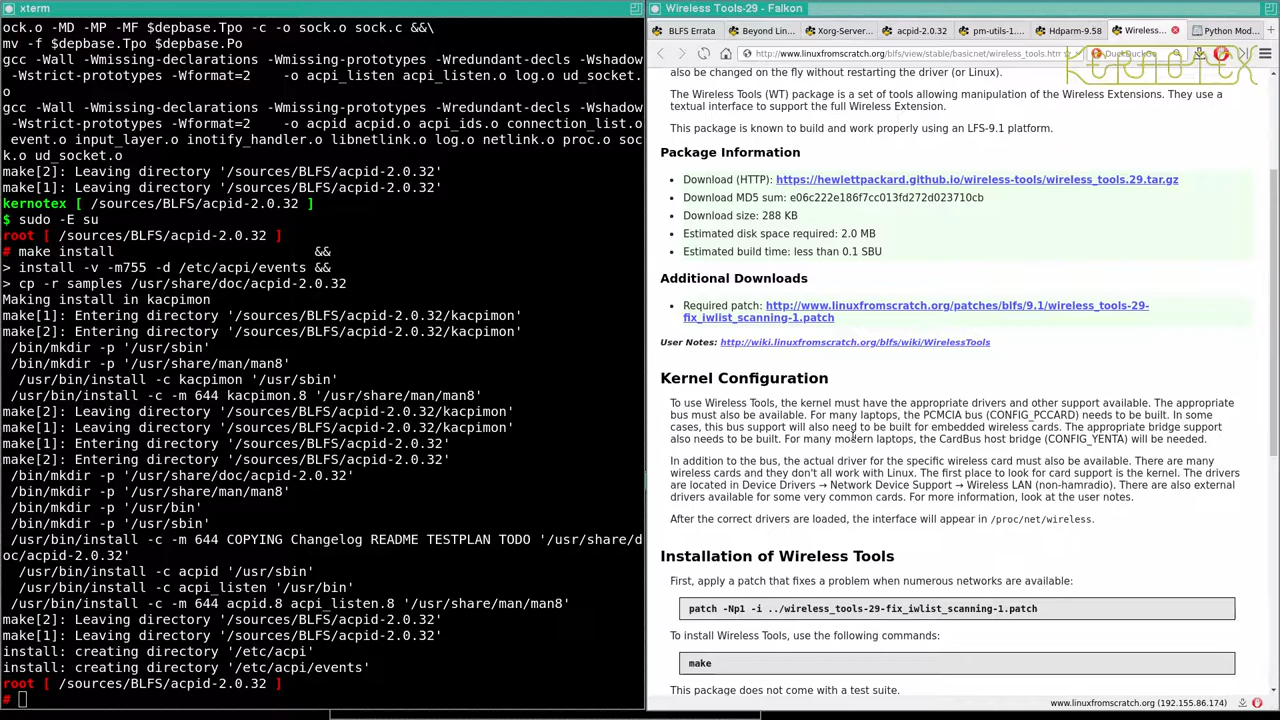 xterm
ock.o -MD -MP -MF $depbase.Tpo -c -o sock.o sock.c &&\
mv -f $depbase.Tpo $depbase.Po
gcc -Wall -Wmissing-declarations -Wmissing-prototypes -Wredundant-decls -Wshadow
 -Wstrict-prototypes -Wformat=2   -o acpi_listen acpi_listen.o log.o ud_socket.
o
gcc -Wall -Wmissing-declarations -Wmissing-prototypes -Wredundant-decls -Wshadow
 -Wstrict-prototypes -Wformat=2   -o acpid acpid.o acpi_ids.o connection_list.o
 event.o input_layer.o inotify_handler.o libnetlink.o log.o netlink.o proc.o soc
k.o ud_socket.o
make[2]: Leaving directory '/sources/BLFS/acpid-2.0.32'
make[1]: Leaving directory '/sources/BLFS/acpid-2.0.32'
kernotex [ /sources/BLFS/acpid-2.0.32 ]
$ sudo -E su
root [ /sources/BLFS/acpid-2.0.32 ]
# make install                         &&
> install -v -m755 -d /etc/acpi/events &&
> cp -r samples /usr/share/doc/acpid-2.0.32
Making install in kacpimon
make[1]: Entering directory '/sources/BLFS/acpid-2.0.32/kacpimon'
make[2]: Entering directory '/sources/BLFS/acpid-2.0.32/kacpimon'
 /bin/mkdir -p '/usr/sbin'
 /bin/mkdir -p '/usr/share/man/man8'
  /usr/bin/install -c kacpimon '/usr/sbin'
 /usr/bin/install -c -m 644 kacpimon.8 '/usr/share/man/man8'
make[2]: Leaving directory '/sources/BLFS/acpid-2.0.32/kacpimon'
make[1]: Leaving directory '/sources/BLFS/acpid-2.0.32/kacpimon'
make[1]: Entering directory '/sources/BLFS/acpid-2.0.32'
make[2]: Entering directory '/sources/BLFS/acpid-2.0.32'
 /bin/mkdir -p '/usr/share/doc/acpid-2.0.32'
 /bin/mkdir -p '/usr/share/man/man8'
 /bin/mkdir -p '/usr/bin'
 /bin/mkdir -p '/usr/sbin'
 /usr/bin/install -c -m 644 COPYING Changelog README TESTPLAN TODO '/usr/share/d
oc/acpid-2.0.32'
  /usr/bin/install -c acpid '/usr/sbin'
  /usr/bin/install -c acpi_listen '/usr/bin'
 /usr/bin/install -c -m 644 acpid.8 acpi_listen.8 '/usr/share/man/man8'
make[2]: Leaving directory '/sources/BLFS/acpid-2.0.32'
make[1]: Leaving directory '/sources/BLFS/acpid-2.0.32'
install: creating directory '/etc/acpi'
install: creating directory '/etc/acpi/events'
root [ /sources/BLFS/acpid-2.0.32 ]
#
Wireless Tools-29 - Falkon
BLFS Errata
Beyond Lin...
Xorg-Server...
acpid-2.0.32
pm-utils-1....
Hdparm-9.58
Wireless...
Python Mod...
http://www.linuxfromscratch.org/blfs/view/stable/basicnet/wireless_tools.html
DuckDuckGo
KERNOTEX
also be changed on the fly without restarting the driver (or Linux).
The Wireless Tools (WT) package is a set of tools allowing manipulation of the Wireless Extensions. They use a
textual interface to support the full Wireless Extension.
This package is known to build and work properly using an LFS-9.1 platform.
Package Information
Download (HTTP): https://hewlettpackard.github.io/wireless-tools/wireless_tools.29.tar.gz
Download MD5 sum: e06c222e186f7cc013fd272d023710cb
Download size: 288 KB
Estimated disk space required: 2.0 MB
Estimated build time: less than 0.1 SBU
Additional Downloads
Required patch: http://www.linuxfromscratch.org/patches/blfs/9.1/wireless_tools-29-
fix_iwlist_scanning-1.patch
User Notes: http://wiki.linuxfromscratch.org/blfs/wiki/WirelessTools
Kernel Configuration
To use Wireless Tools, the kernel must have the appropriate drivers and other support available. The appropriate
bus must also be available. For many laptops, the PCMCIA bus (CONFIG_PCCARD) needs to be built. In some
cases, this bus support will also need to be built for embedded wireless cards. The appropriate bridge support
also needs to be built. For many modern laptops, the CardBus host bridge (CONFIG_YENTA) will be needed.
In addition to the bus, the actual driver for the specific wireless card must also be available. There are many
wireless cards and they don't all work with Linux. The first place to look for card support is the kernel. The drivers
are located in Device Drivers → Network Device Support → Wireless LAN (non-hamradio). There are also external
drivers available for some very common cards. For more information, look at the user notes.
After the correct drivers are loaded, the interface will appear in /proc/net/wireless.
Installation of Wireless Tools
First, apply a patch that fixes a problem when numerous networks are available:
patch -Np1 -i ../wireless_tools-29-fix_iwlist_scanning-1.patch
To install Wireless Tools, use the following commands:
make
This package does not come with a test suite.
www.linuxfromscratch.org (192.155.86.174)